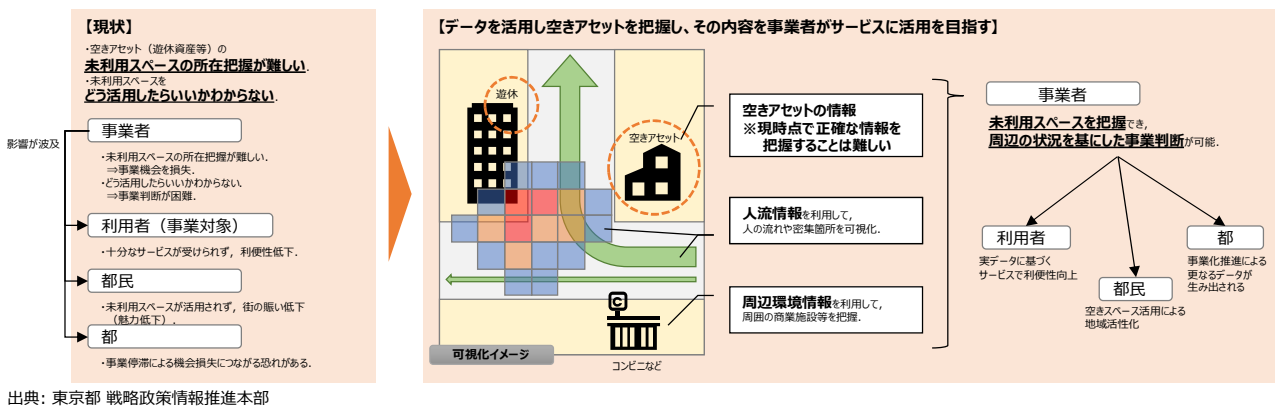 【現状】
・空きアセット（遊休資産等）の
未利用スペースの所在把握が難しい.
・未利用スペースを
どう活用したらいいかわからない.
影響が波及
事業者
・未利用スペースの所在把握が難しい.
⇒事業機会を損失.
・どう活用したらいいかわからない.
⇒事業判断が困難.
利用者（事業対象）
・十分なサービスが受けられず，利便性低下.
都民
・未利用スペースが活用されず，街の賑い低下
（魅力低下）.
都
・事業停滞による機会損失につながる恐れがある.
【データを活用し空きアセットを把握し、その内容を事業者がサービスに活用を目指す】
遊休
空きアセット
C
コンビニなど
可視化イメージ
空きアセットの情報
※現時点で正確な情報を
把握することは難しい
人流情報を利用して,
人の流れや密集箇所を可視化.
周辺環境情報を利用して,
周囲の商業施設等を把握.
事業者
未利用スペースを把握でき,
周辺の状況を基にした事業判断が可能.
利用者
実データに基づく
サービスで利便性向上
都民
空きスペース活用による
地域活性化
都
事業化推進による
更なるデータが
生み出される
出典: 東京都 戦略政策情報推進本部